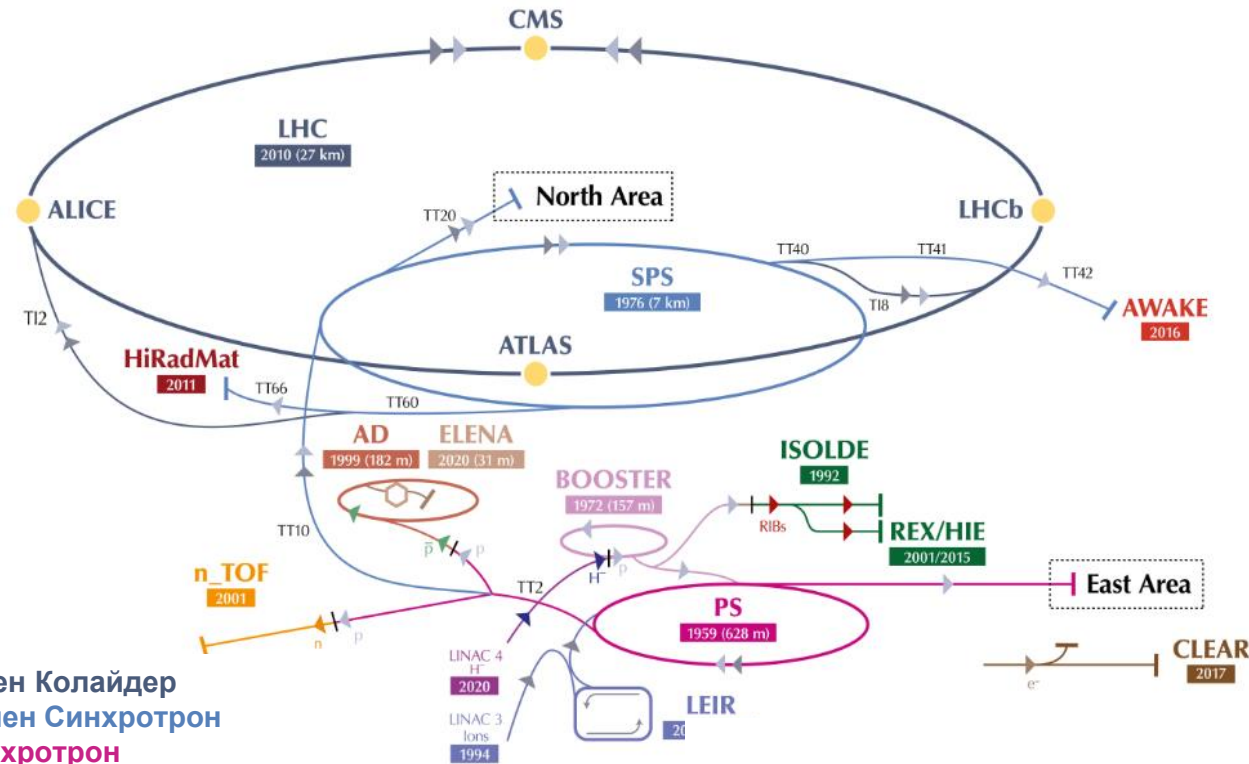 CMS
LHC
2010 (27 km)
ALICE
North Area
LHCb
TT20
TT40
TT41
TT42
SPS
1976 (7 km)
TI8
TI2
AWAKE
2016
ATLAS
HiRadMat
2011
TT66
TT60
AD
1999 (182 m)
ELENA
2020 (31 m)
ISOLDE
1992
BOOSTER
1972 (157 m)
RIBs
REX/HIE
2001/2015
TT10
p̄
p
H⁻
p
n_TOF
2001
TT2
East Area
PS
1959 (628 m)
n
p
LINAC 4
H⁻
2020
CLEAR
2017
e⁻
LEIR
LINAC 3
Ions
1994
ен Колайдер
ен Синхротрон
хротрон